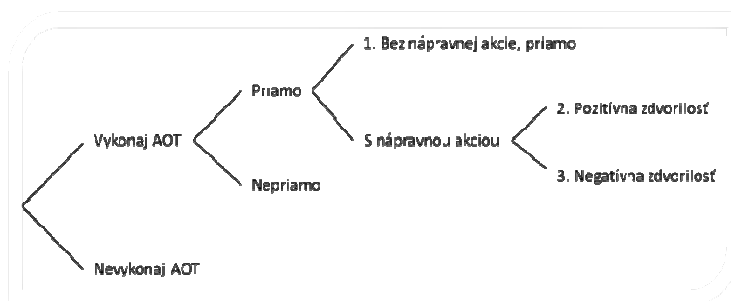 1. Bez nápravnej akcie, priamo
Priamo
2. Pozitívna zdvorilosť
Vykonaj AOT
S nápravnou akciou
3. Negatívna zdvorilosť
Nepriamo
Nevykonaj AOT